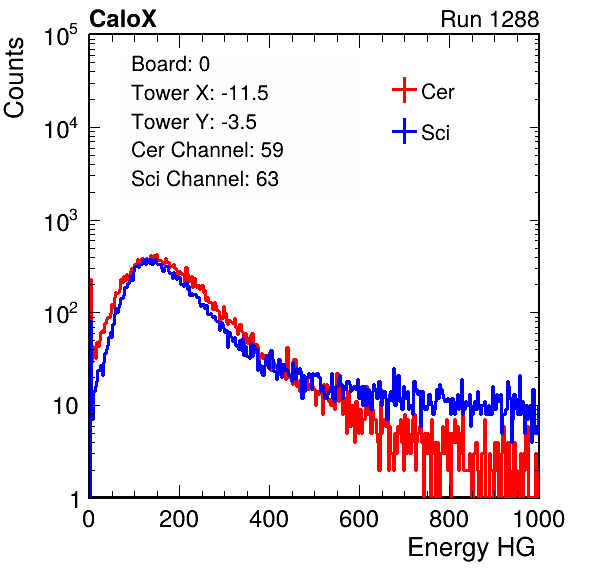 CaloX Run 1288
Counts
10^5
10^4
10^3
10^2
10
1
Board: 0
Tower X: -11.5
Tower Y: -3.5
Cer Channel: 59
Sci Channel: 63
Cer
Sci
0 200 400 600 800 1000
Energy HG